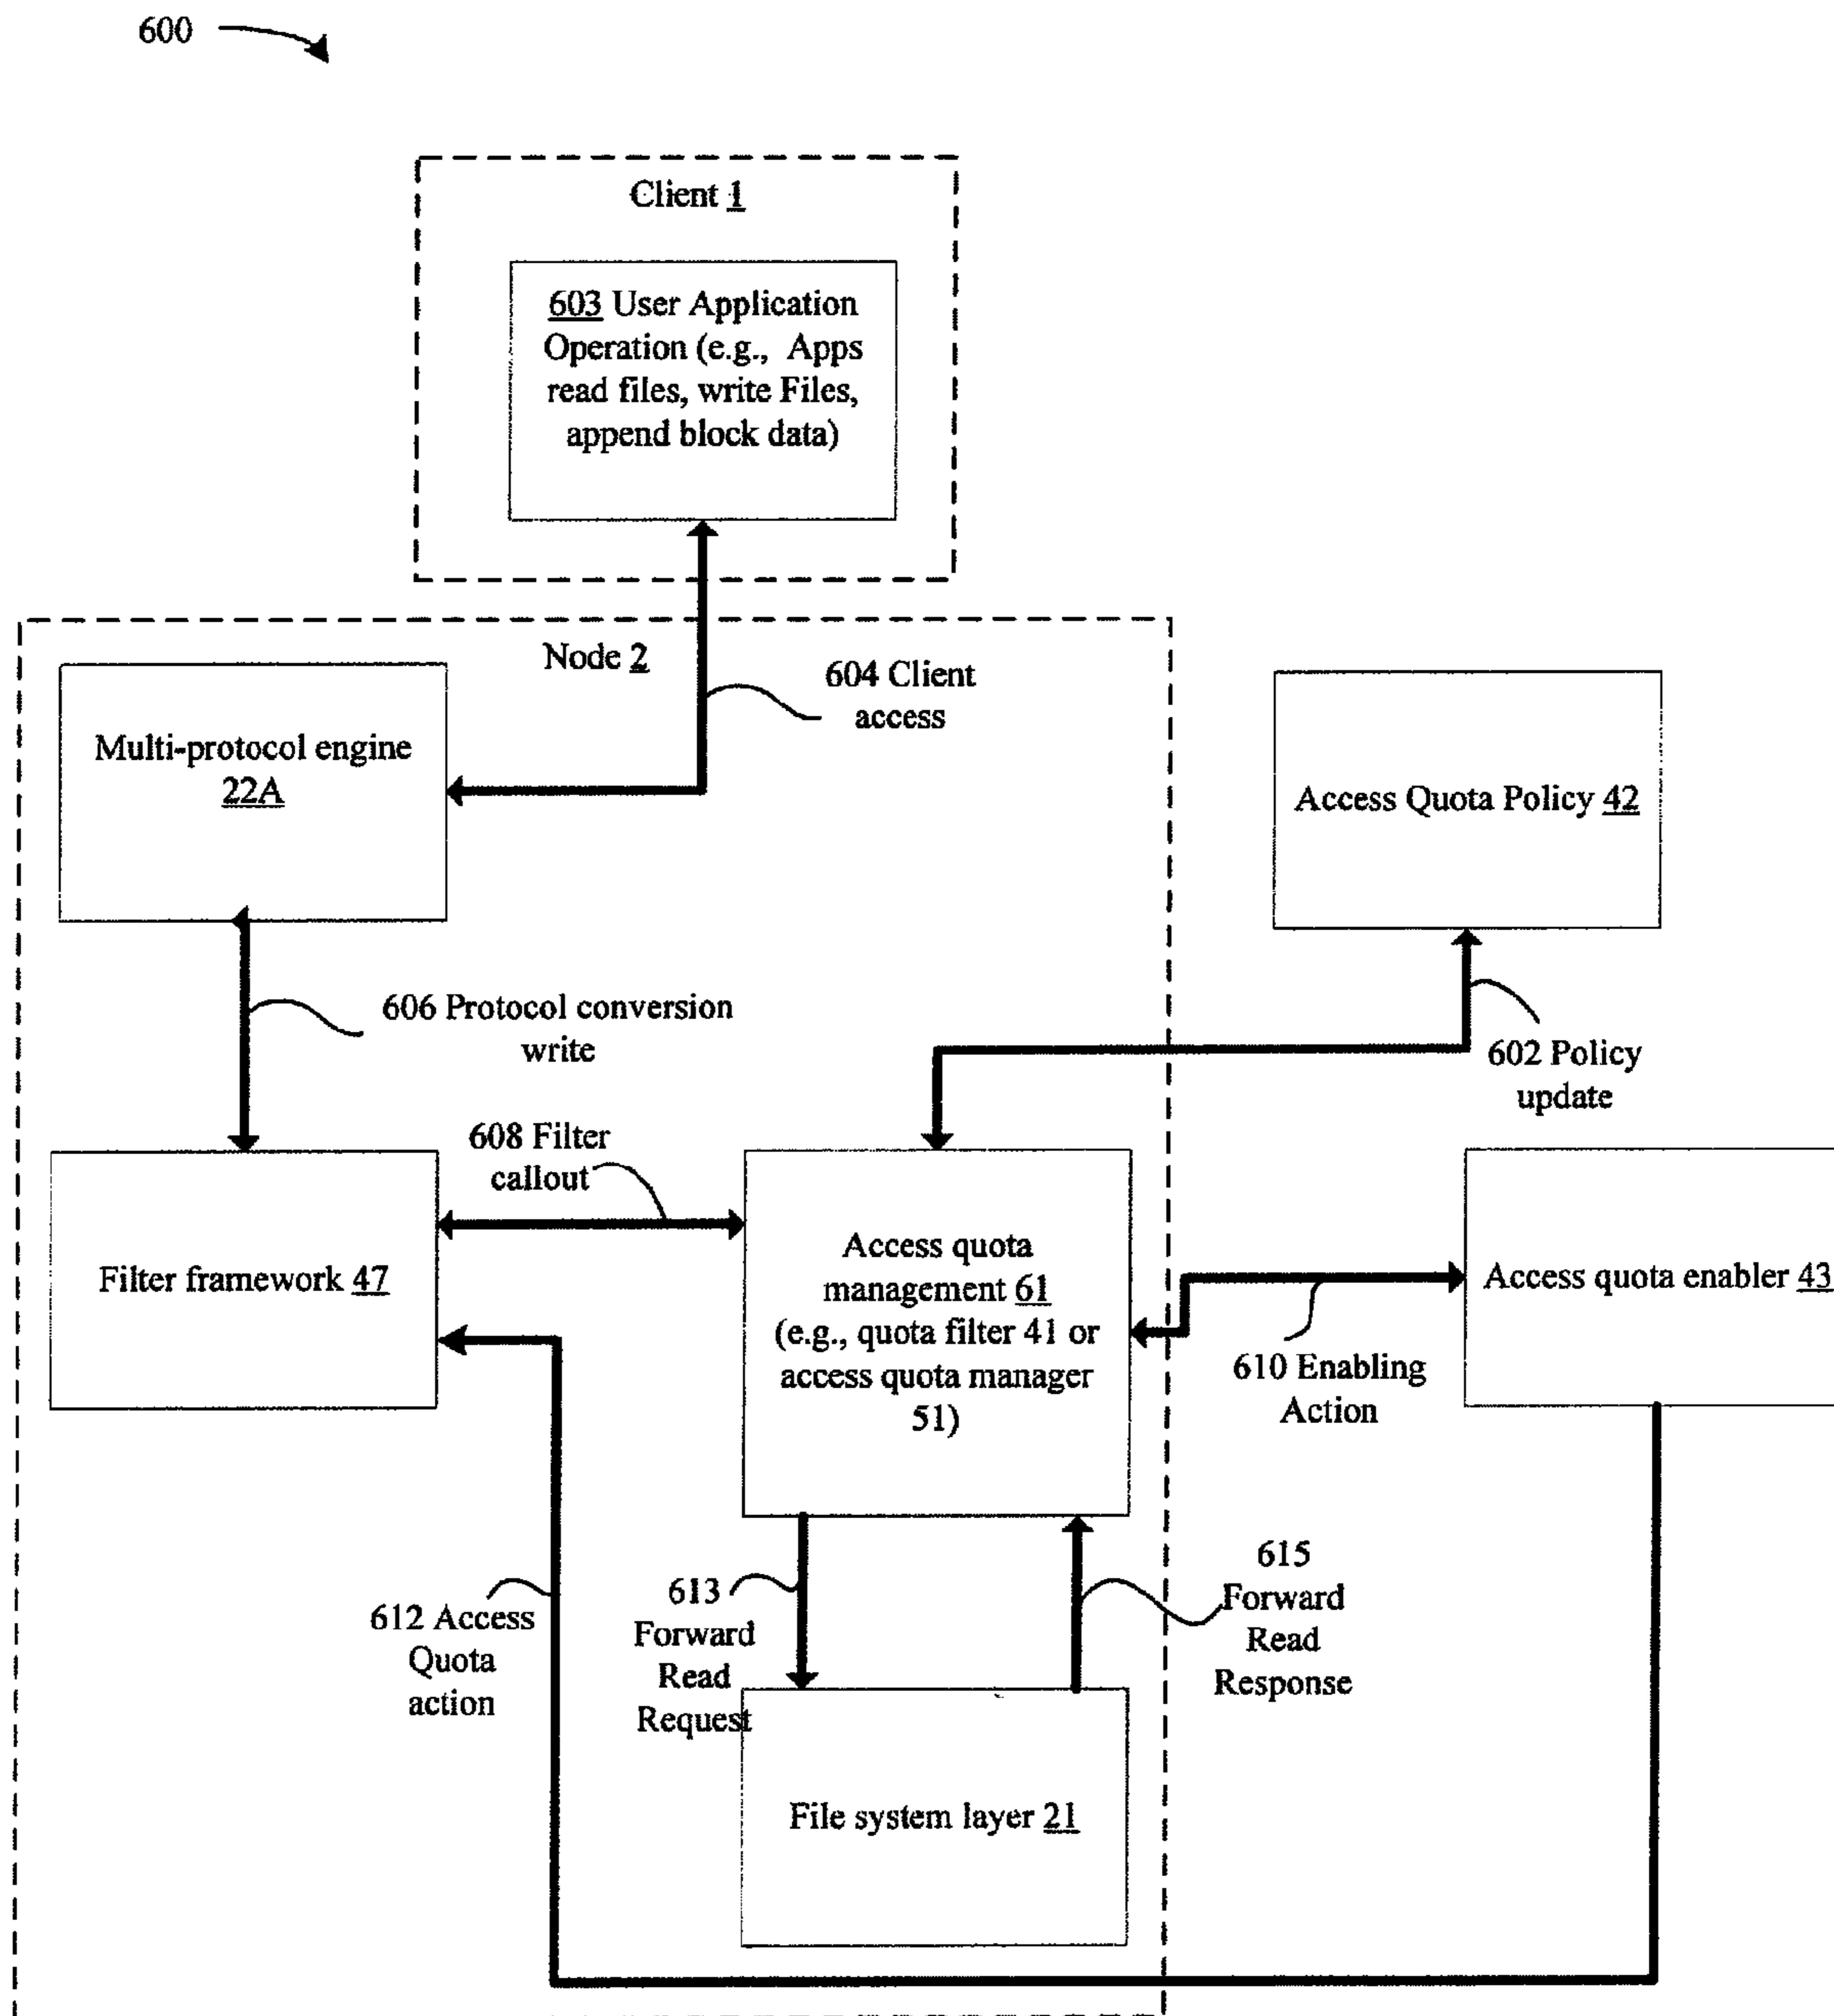 600
Client 1
603 User Application
Operation (e.g., Apps
read files, write Files,
append block data)
Node 2
604 Client
access
Multi-protocol engine
22A
Access Quota Policy 42
606 Protocol conversion
write
602 Policy
update
608 Filter
callout
Filter framework 47
Access quota
management 61
(e.g., quota filter 41 or
access quota manager
51)
Access quota enabler 43
610 Enabling
Action
612 Access
Quota
action
613
Forward
Read
Request
615
Forward
Read
Response
File system layer 21